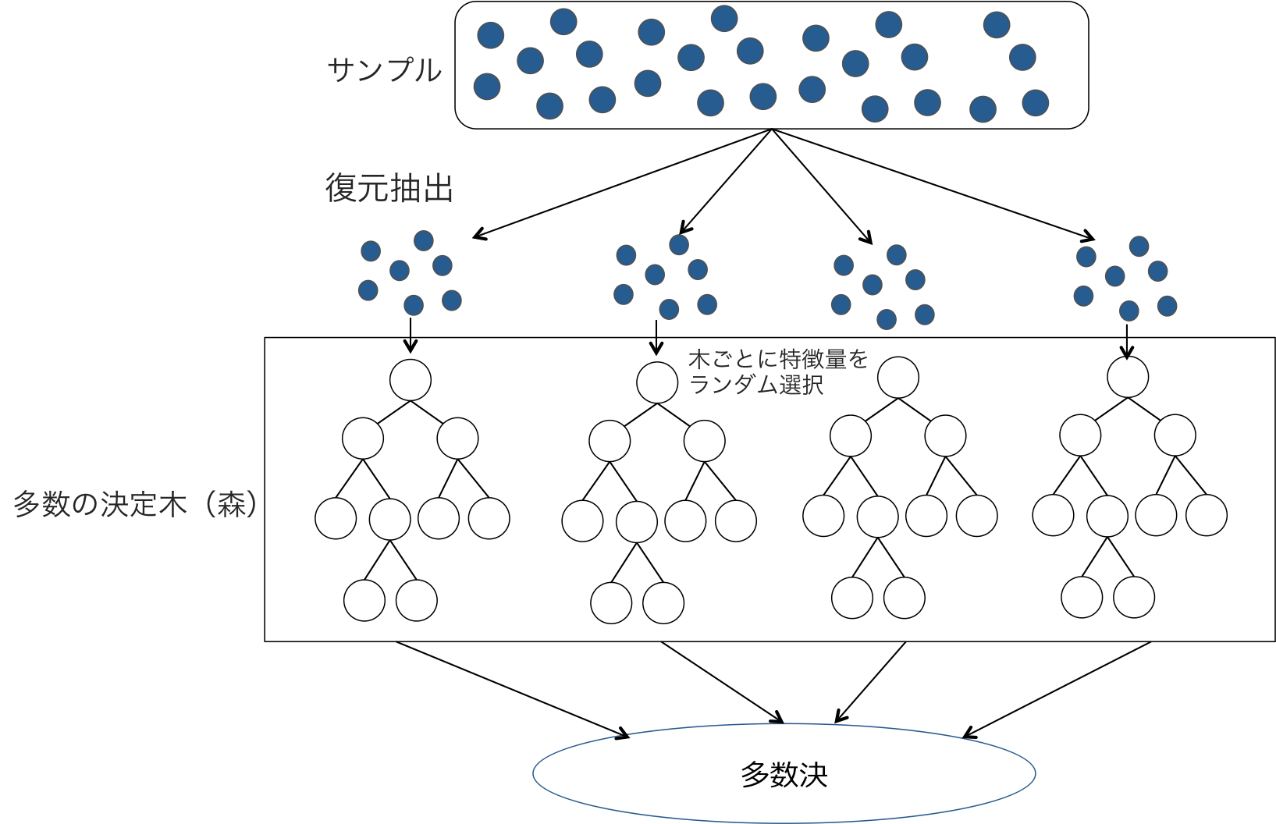 サンプル
復元抽出
木ごとに特徴量を
ランダム選択
多数の決定木（森）
多数決